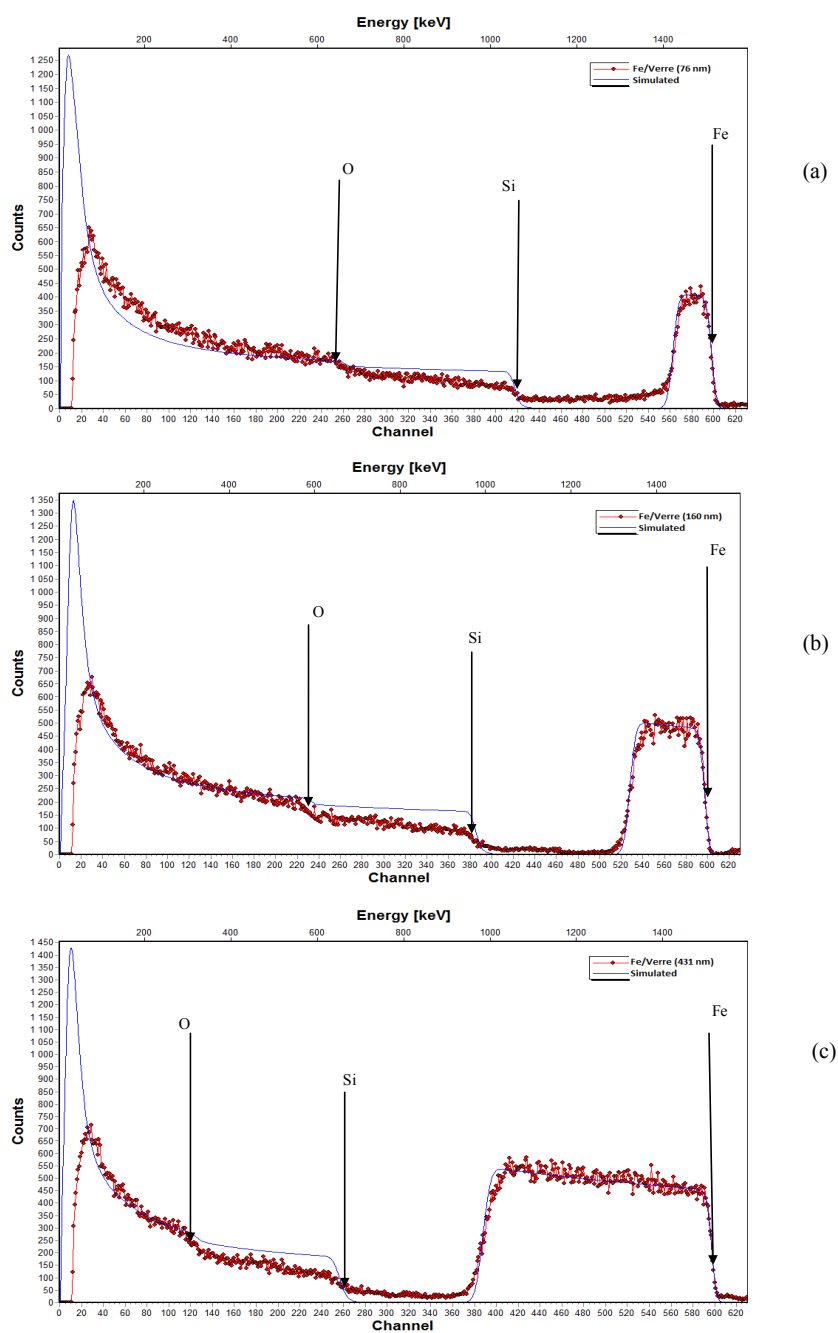 Energy [keV]
200 400 600 800 1000 1200 1400
Counts
1 250
1 200
1 150
1 100
1 050
1 000
950
900
850
800
750
700
650
600
550
500
450
400
350
300
250
200
150
100
50
0
Fe/Verre (76 nm)
Simulated
O
Si
Fe
(a)
0 20 40 60 80 100 120 140 160 180 200 220 240 260 280 300 320 340 360 380 400 420 440 460 480 500 520 540 560 580 600 620
Channel
Energy [keV]
200 400 600 800 1000 1200 1400
Counts
1 350
1 300
1 250
1 200
1 150
1 100
1 050
1 000
950
900
850
800
750
700
650
600
550
500
450
400
350
300
250
200
150
100
50
0
Fe/Verre (160 nm)
Simulated
O
Si
Fe
(b)
0 20 40 60 80 100 120 140 160 180 200 220 240 260 280 300 320 340 360 380 400 420 440 460 480 500 520 540 560 580 600 620
Channel
Energy [keV]
200 400 600 800 1000 1200 1400
Counts
1 450
1 400
1 350
1 300
1 250
1 200
1 150
1 100
1 050
1 000
950
900
850
800
750
700
650
600
550
500
450
400
350
300
250
200
150
100
50
0
Fe/Verre (431 nm)
Simulated
O
Si
Fe
(c)
0 20 40 60 80 100 120 140 160 180 200 220 240 260 280 300 320 340 360 380 400 420 440 460 480 500 520 540 560 580 600 620
Channel